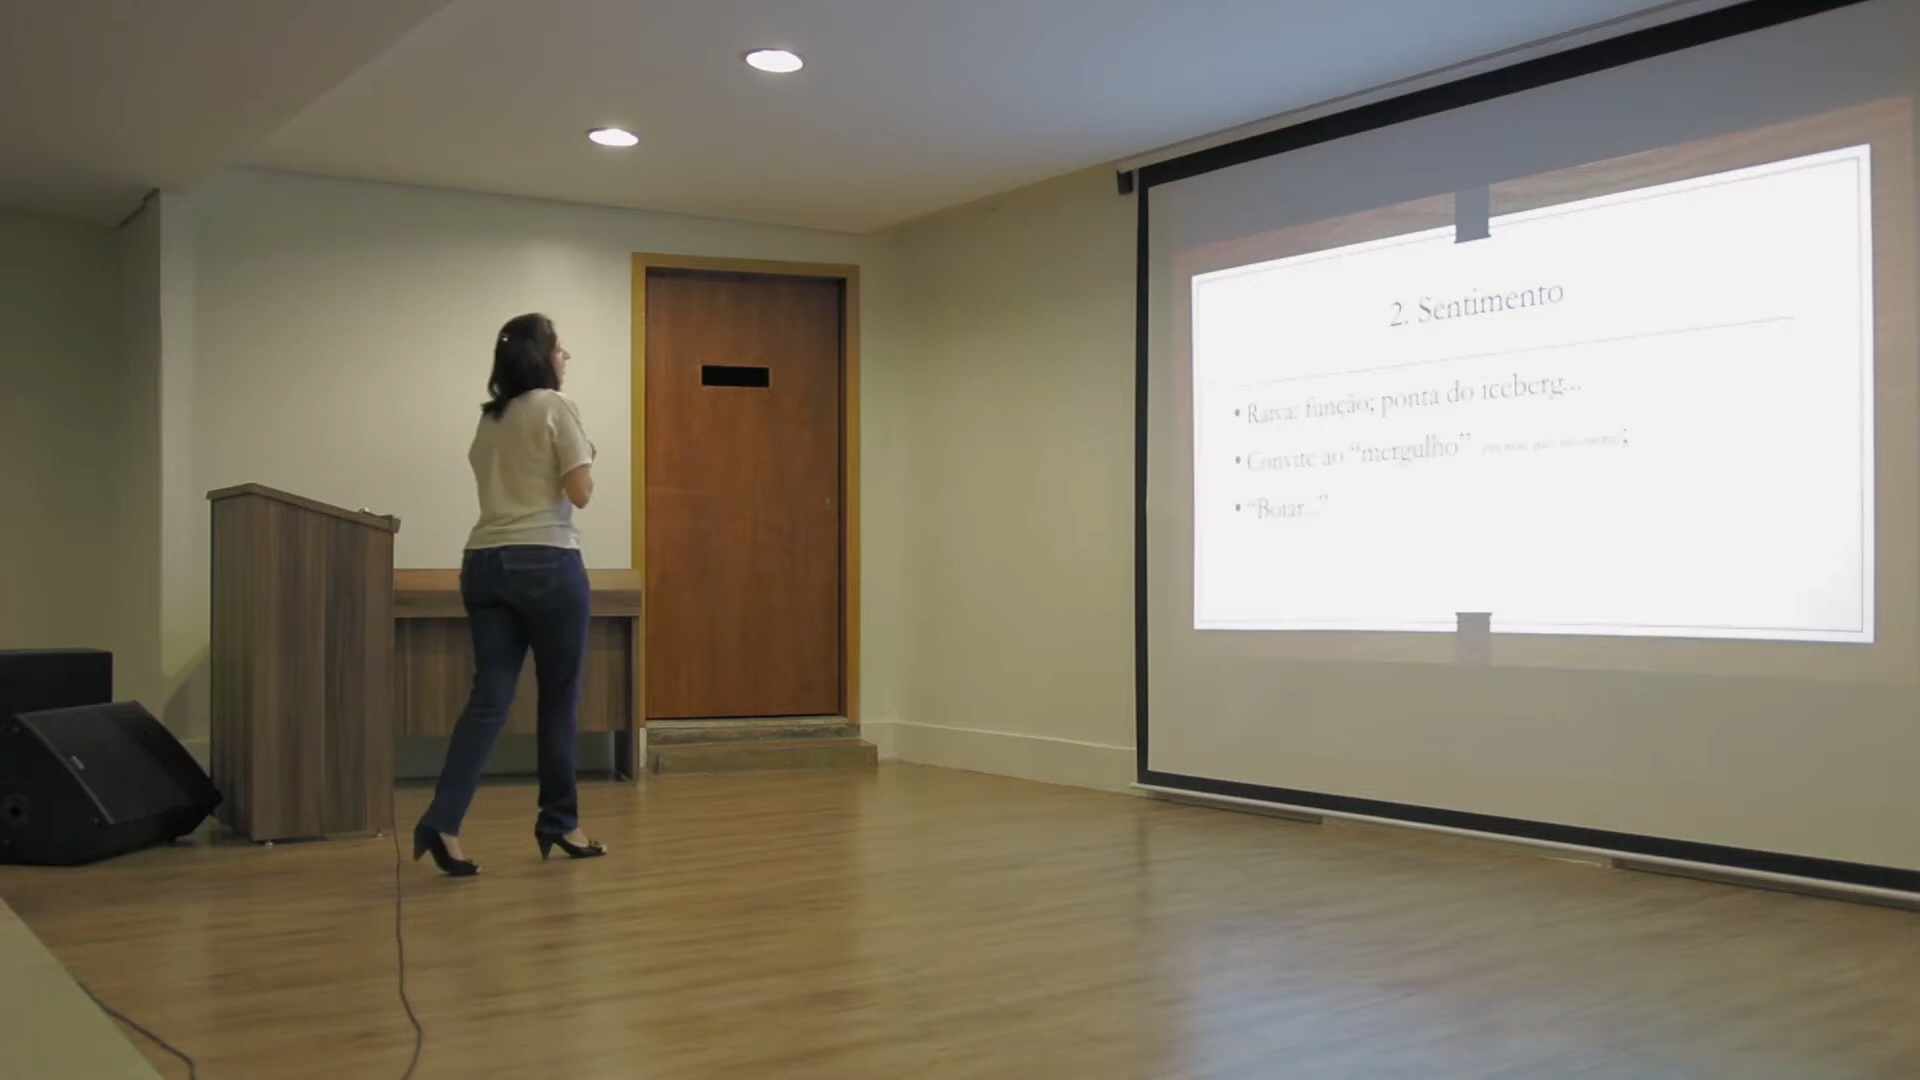 2. Sentimento
• Raiva: função; ponta do iceberg...
• Convite ao “mergulho” ;
• “Botar...”